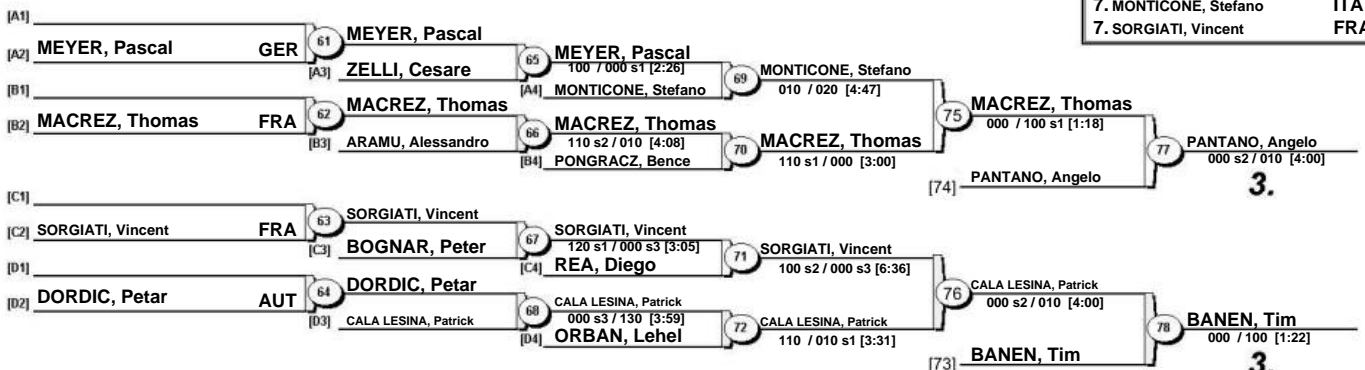 7. MONTICONE, Stefano ITA
7. SORGIATI, Vincent FRA
[A1]
[A2] MEYER, Pascal GER
61 MEYER, Pascal
[A3] ZELLI, Cesare
65 MEYER, Pascal
100 / 000 s1 [2:26]
[A4] MONTICONE, Stefano
69 MONTICONE, Stefano
010 / 020 [4:47]
[B1]
[B2] MACREZ, Thomas FRA
62 MACREZ, Thomas
[B3] ARAMU, Alessandro
66 MACREZ, Thomas
110 s2 / 010 [4:08]
[B4] PONGRACZ, Bence
70 MACREZ, Thomas
110 s1 / 000 [3:00]
75 MACREZ, Thomas
000 / 100 s1 [1:18]
[74] PANTANO, Angelo
77 PANTANO, Angelo
000 s2 / 010 [4:00]
3.
[C1]
[C2] SORGIATI, Vincent FRA
63 SORGIATI, Vincent
[C3] BOGNAR, Peter
67 SORGIATI, Vincent
120 s1 / 000 s3 [3:05]
[C4] REA, Diego
71 SORGIATI, Vincent
100 s2 / 000 s3 [6:36]
[D1]
[D2] DORDIC, Petar AUT
64 DORDIC, Petar
[D3] CALA LESINA, Patrick
68 CALA LESINA, Patrick
000 s3 / 130 [3:59]
[D4] ORBAN, Lehel
72 CALA LESINA, Patrick
110 / 010 s1 [3:31]
76 CALA LESINA, Patrick
000 s2 / 010 [4:00]
[73] BANEN, Tim
78 BANEN, Tim
000 / 100 [1:22]
3.